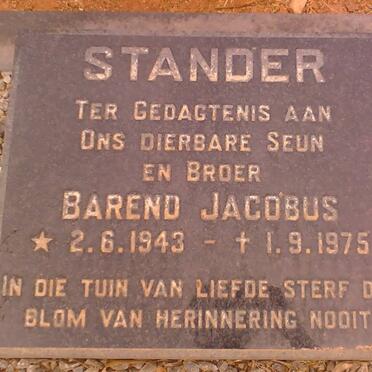 STANDER
TER GEDAGTENIS AAN
ONS DIERBARE SEUN
EN BROER
BAREND JACOBUS
★ 2.6.1943 - ✝ 1.9.1975
IN DIE TUIN VAN LIEFDE STERF D
BLOM VAN HERINNERING NOOIT